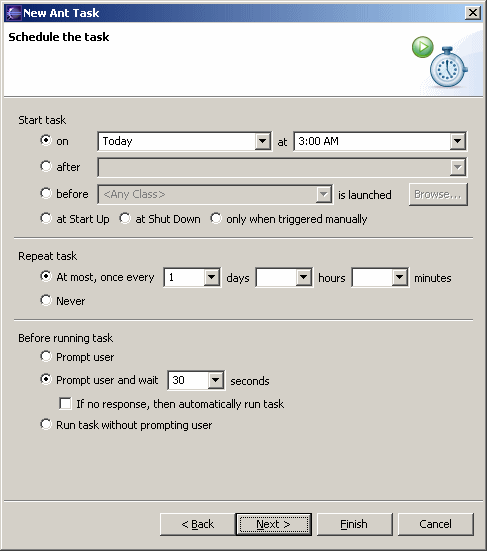 New Ant Task
Schedule the task
Start task
on Today at 3:00 AM
after
before <Any Class> is launched Browse...
at Start Up at Shut Down only when triggered manually
Repeat task
At most, once every 1 days hours minutes
Never
Before running task
Prompt user
Prompt user and wait 30 seconds
If no response, then automatically run task
Run task without prompting user
< Back Next > Finish Cancel